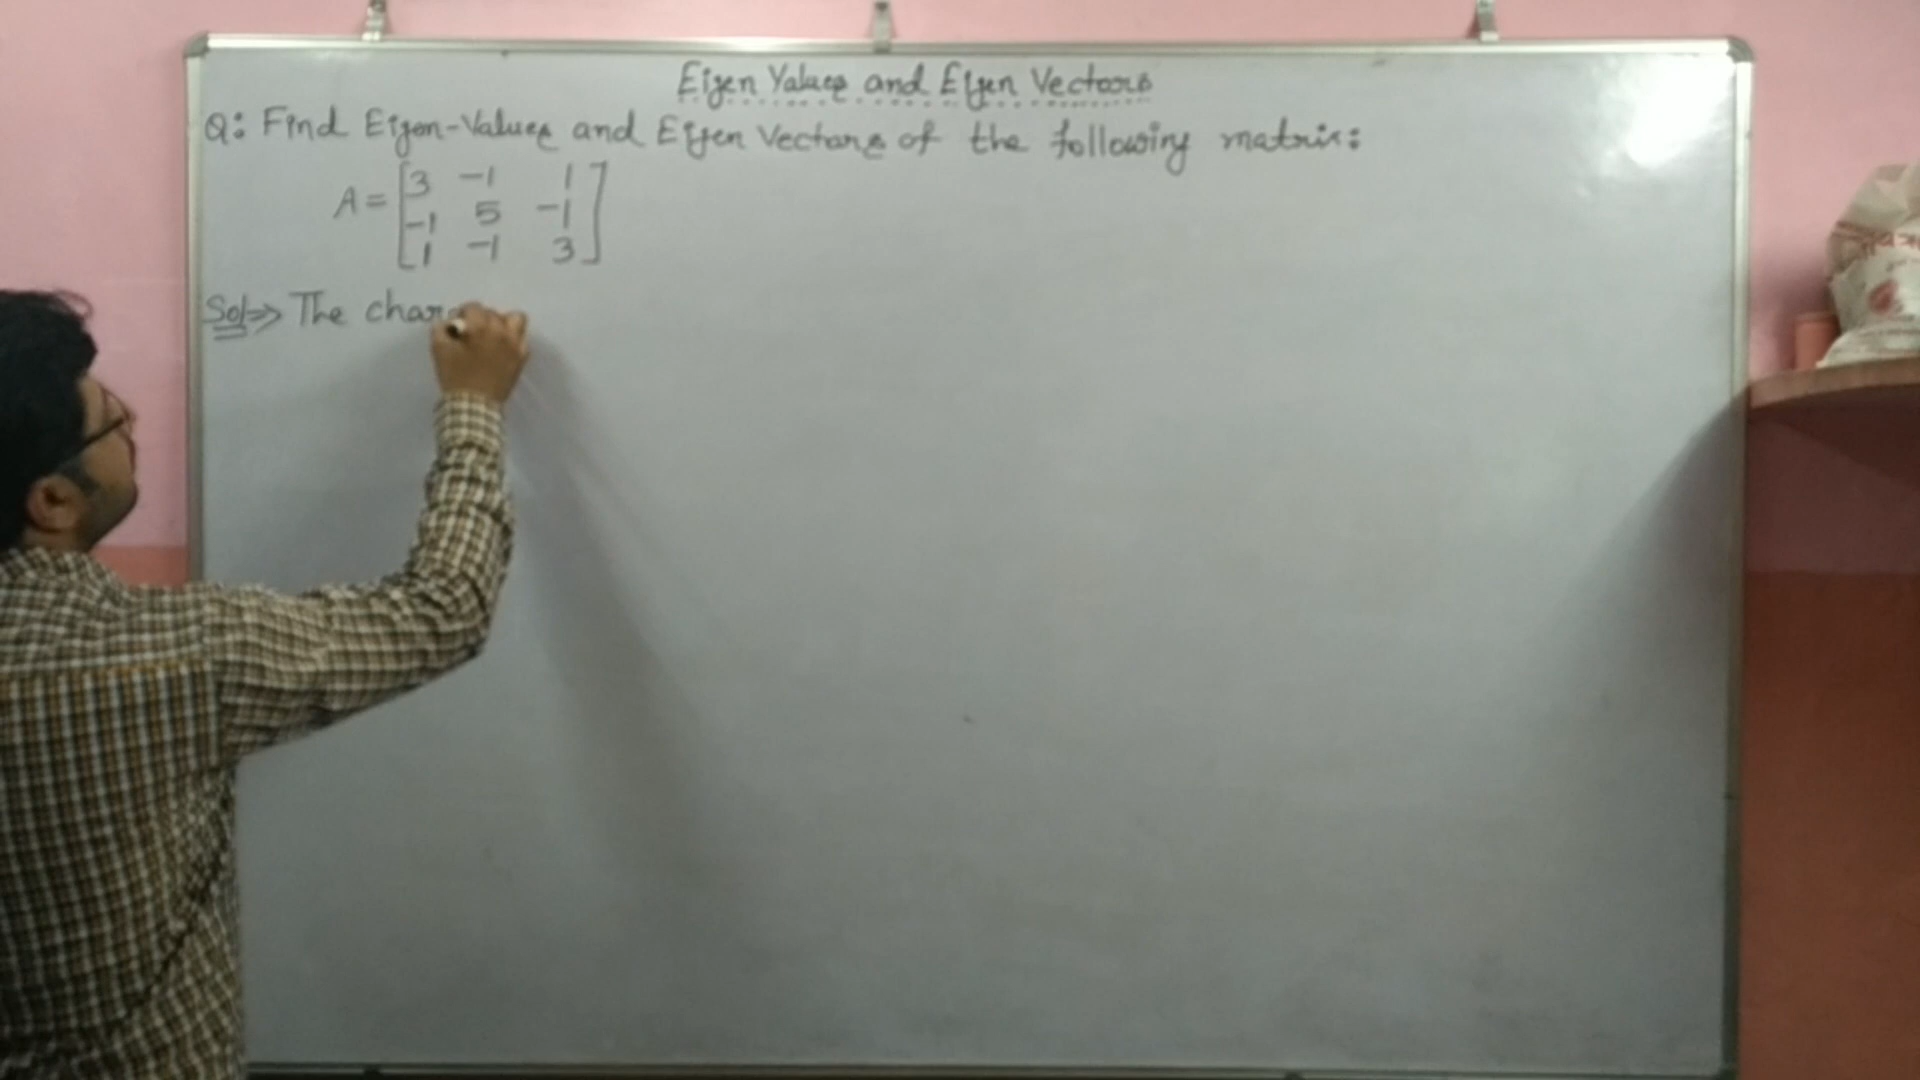 Eigen Values and Eigen Vectors
Q: Find Eigen-Values and Eigen Vectors of the following matrix:
A = [3 -1 1
-1 5 -1
1 -1 3]
Sol⇒ The char